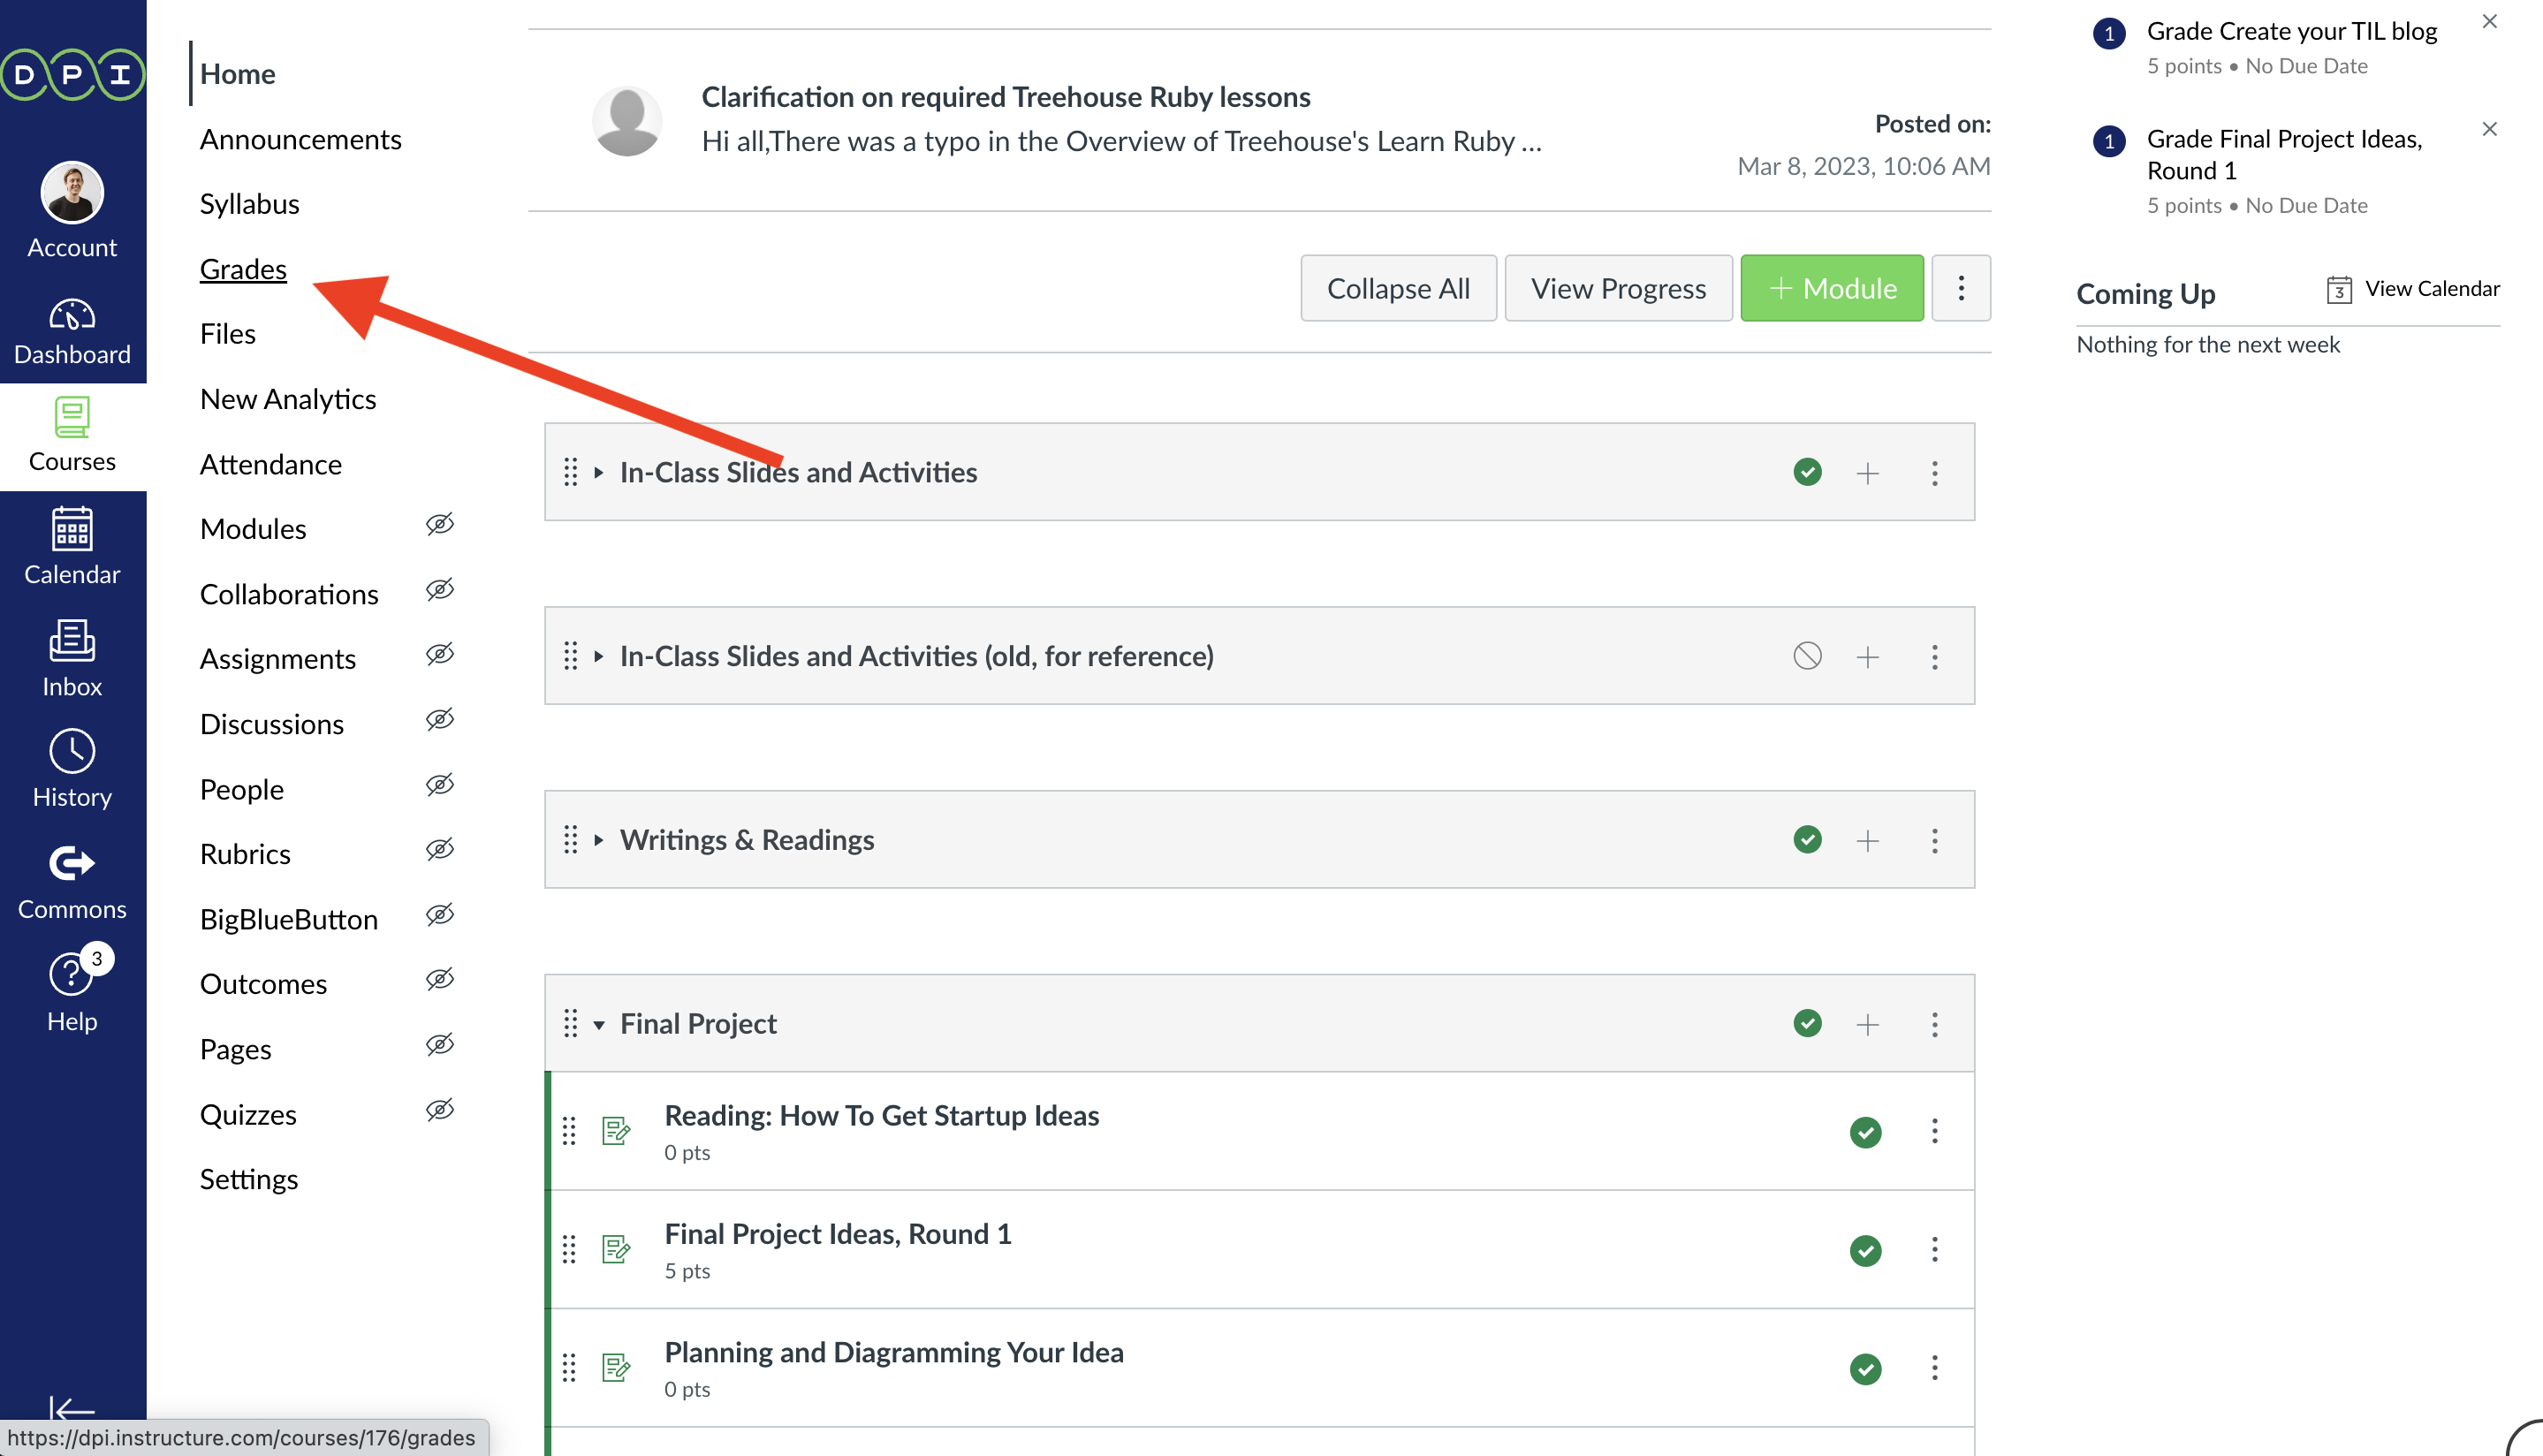 DPI
Account
Dashboard
Courses
Calendar
Inbox
History
Commons
3
Help
Home
Announcements
Syllabus
Grades
Files
New Analytics
Attendance
Modules
Collaborations
Assignments
Discussions
People
Rubrics
BigBlueButton
Outcomes
Pages
Quizzes
Settings
Clarification on required Treehouse Ruby lessons
Hi all,There was a typo in the Overview of Treehouse's Learn Ruby ...
Posted on:
Mar 8, 2023, 10:06 AM
Collapse All
View Progress
+ Module
In-Class Slides and Activities
In-Class Slides and Activities (old, for reference)
Writings & Readings
Final Project
Reading: How To Get Startup Ideas
0 pts
Final Project Ideas, Round 1
5 pts
Planning and Diagramming Your Idea
0 pts
1
Grade Create your TIL blog
5 points • No Due Date
1
Grade Final Project Ideas,
Round 1
5 points • No Due Date
Coming Up
3
View Calendar
Nothing for the next week
https://dpi.instructure.com/courses/176/grades